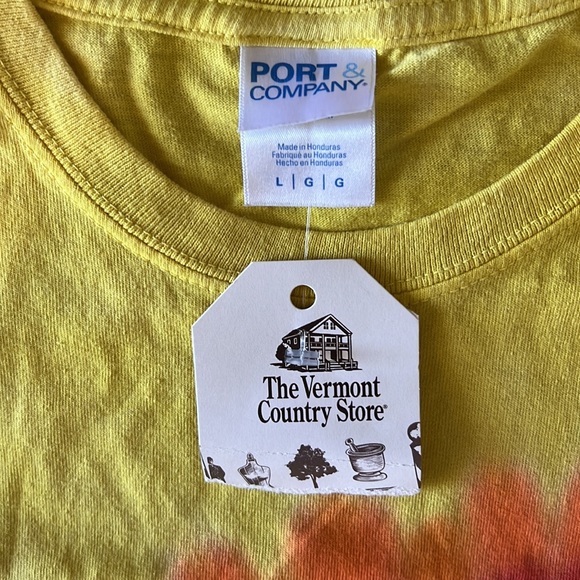 PORT &
COMPANY®
Made in Honduras
Fabriqué au Honduras
Hecho en Honduras
L | G | G
The Vermont
Country Store®